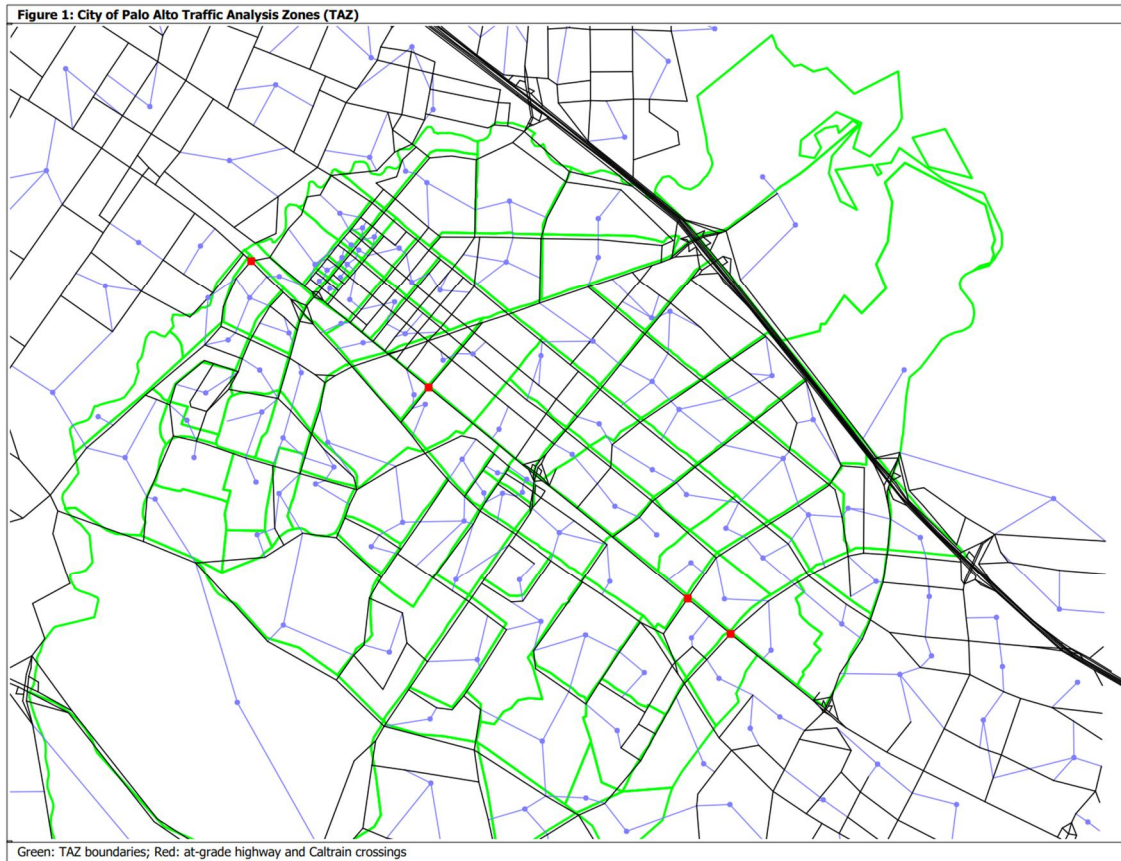 Figure 1: City of Palo Alto Traffic Analysis Zones (TAZ)
Green: TAZ boundaries; Red: at-grade highway and Caltrain crossings